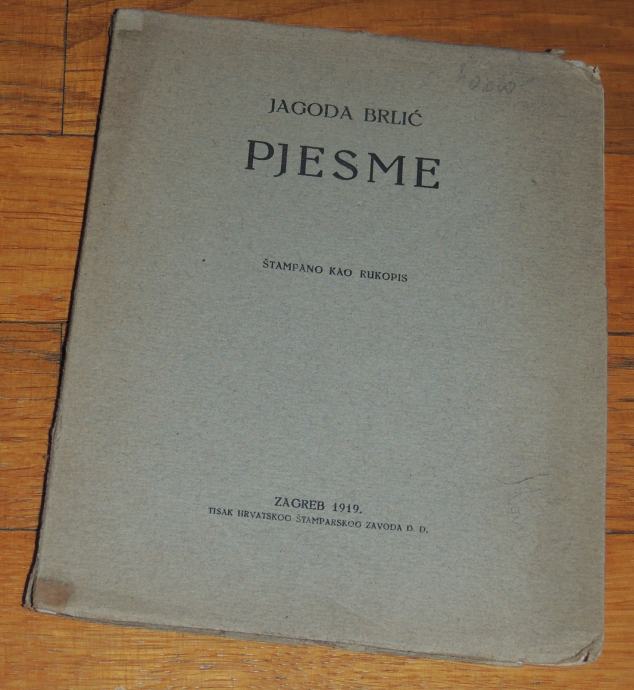 JAGODA BRLIĆ
PJESME
ŠTAMPANO KAO RUKOPIS
ZAGREB 1919.
TISAK HRVATSKOG ŠTAMPARSKOG ZAVODA D. D.